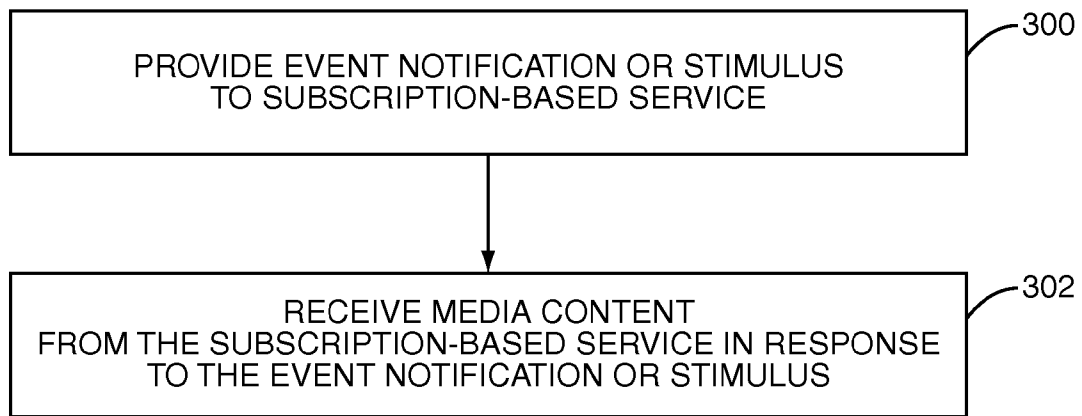 300
PROVIDE EVENT NOTIFICATION OR STIMULUS
TO SUBSCRIPTION-BASED SERVICE
302
RECEIVE MEDIA CONTENT
FROM THE SUBSCRIPTION-BASED SERVICE IN RESPONSE
TO THE EVENT NOTIFICATION OR STIMULUS